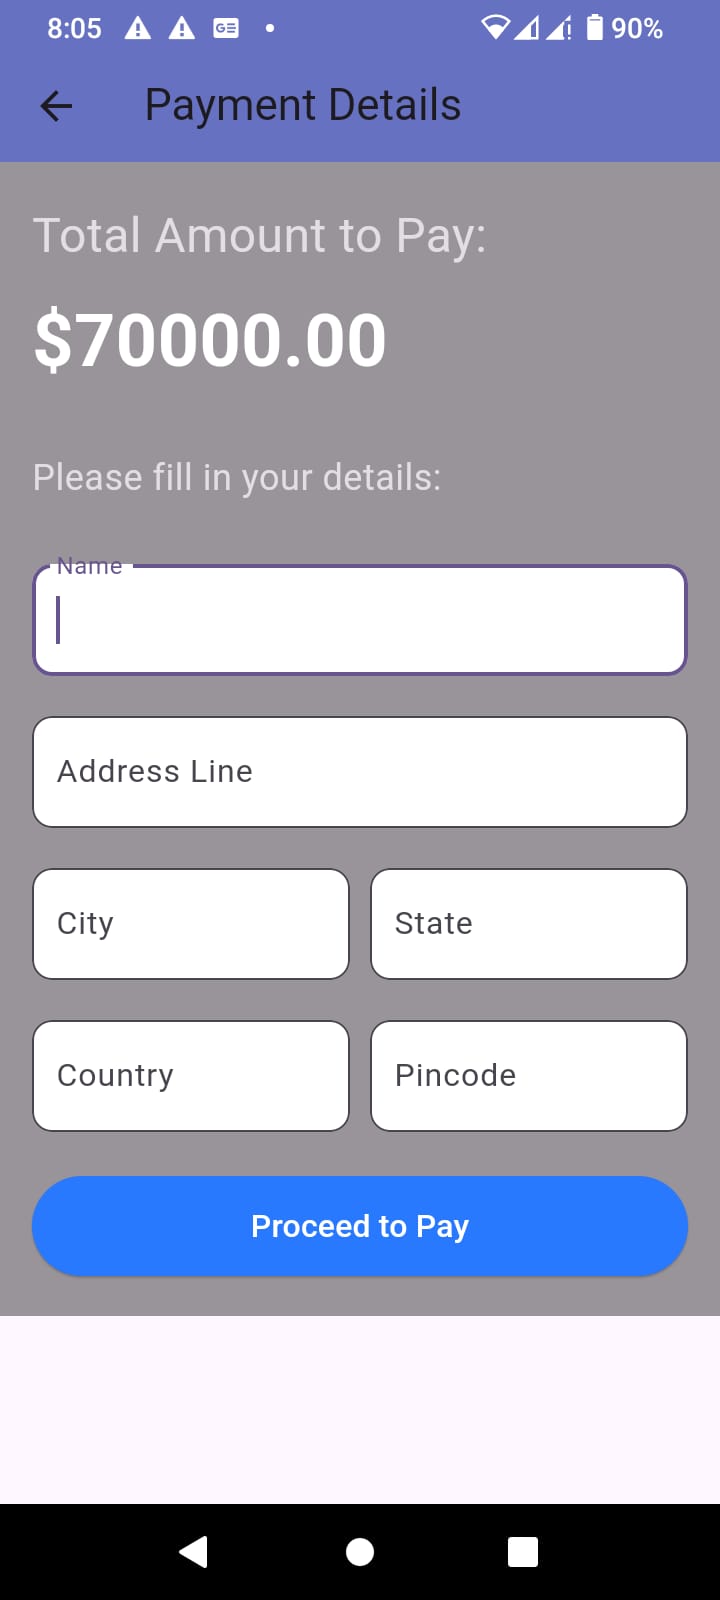 8:05 90%
Payment Details
Total Amount to Pay:
$70000.00
Please fill in your details:
Name
Address Line
City State
Country Pincode
Proceed to Pay